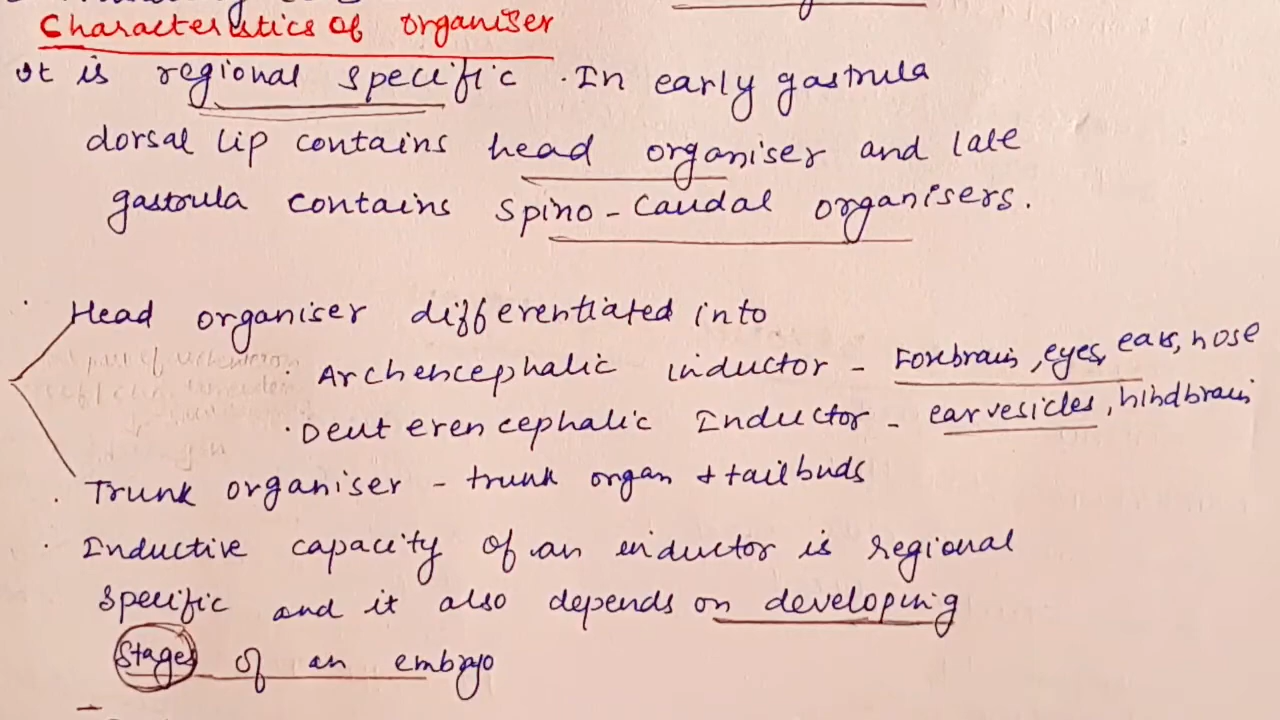 Characteristics of organiser
It is regional specific. In early gastrula
dorsal lip contains head organiser and late
gastrula contains Spino-Caudal organisers.
Head organiser differentiated into
· Archencephalic inductor - Forebrain, eyes, ears, nose
· Deuterencephalic Inductor - ear vesicles, hindbrain
· Trunk organiser - trunk organ + tailbuds
· Inductive capacity of an inductor is regional
specific and it also depends on developing
Stages of an embryo